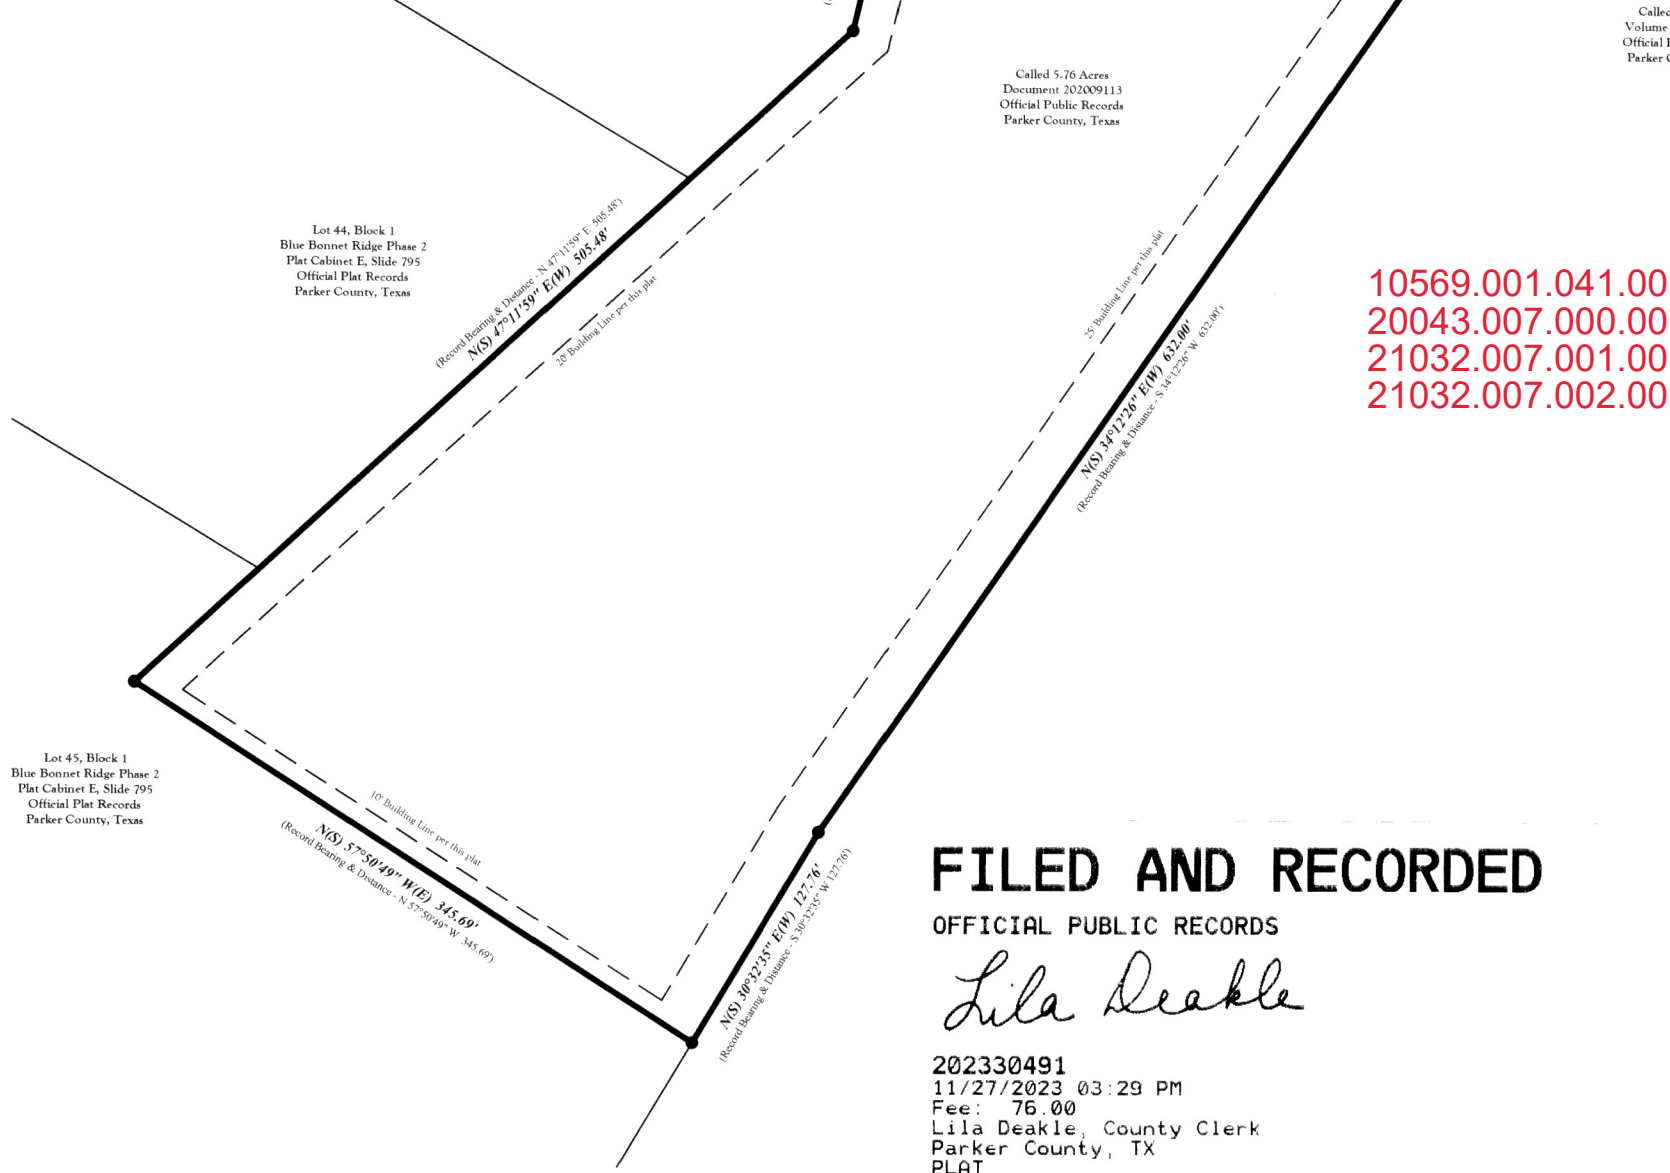 Called 5.76 Acres
Document 202009113
Official Public Records
Parker County, Texas
Called
Volume
Official
Parker
Lot 44, Block 1
Blue Bonnet Ridge Phase 2
Plat Cabinet E, Slide 795
Official Plat Records
Parker County, Texas
(Record Bearing & Distance - N 47°11'59" E 505.48')
N(S) 47°11'59" E(W) 505.48'
20' Building Line per this plat
25' Building Line per this plat
N(S) 34°12'26" E(W) 632.00'
(Record Bearing & Distance - S 34°12'26" W 632.00')
10569.001.041.00
20043.007.000.00
21032.007.001.00
21032.007.002.00
Lot 45, Block 1
Blue Bonnet Ridge Phase 2
Plat Cabinet E, Slide 795
Official Plat Records
Parker County, Texas
10' Building Line per this plat
N(S) 57°50'49" W(E) 345.69'
(Record Bearing & Distance - N 57°50'49" W 345.69')
N(S) 30°32'35" E(W) 127.76'
(Record Bearing & Distance - S 30°32'35" W 127.76)
FILED AND RECORDED
OFFICIAL PUBLIC RECORDS
Lila Deakle
202330491
11/27/2023 03:29 PM
Fee: 76.00
Lila Deakle, County Clerk
Parker County, TX
PLAT